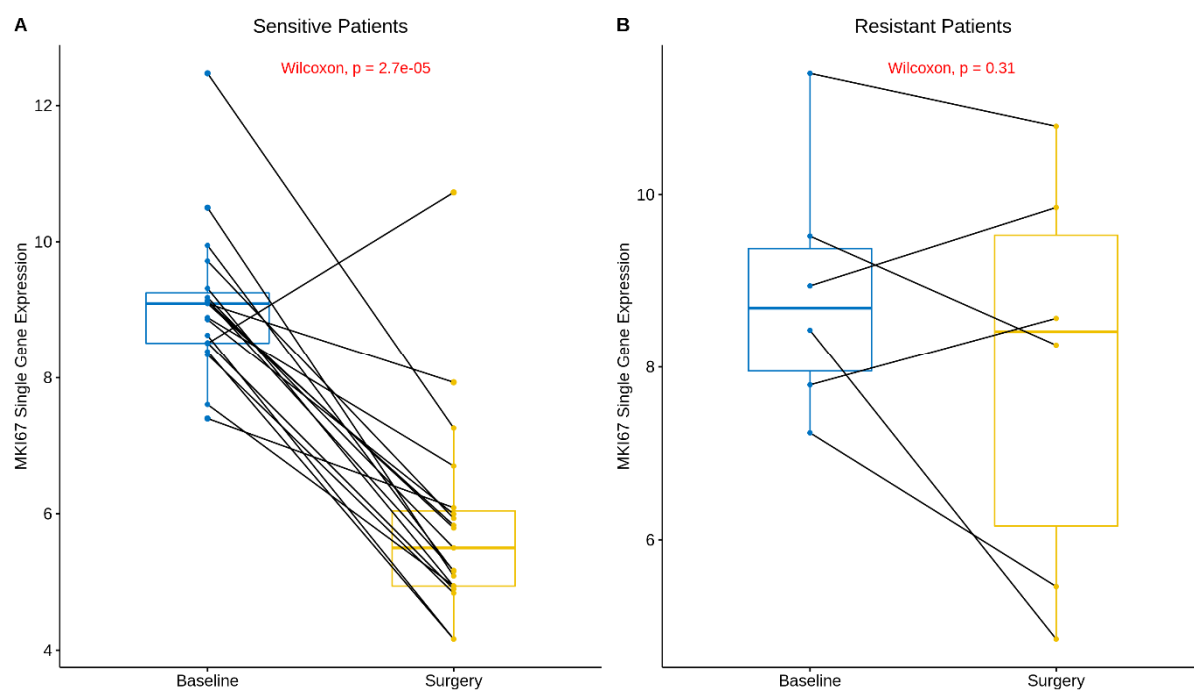 A
Sensitive Patients
Wilcoxon, p = 2.7e-05
MKI67 Single Gene Expression
12
10
8
6
4
Baseline
Surgery
B
Resistant Patients
Wilcoxon, p = 0.31
MKI67 Single Gene Expression
10
8
6
Baseline
Surgery